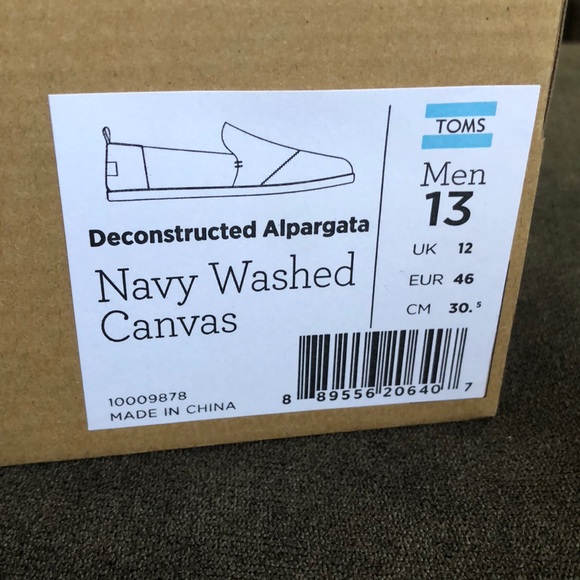 Deconstructed Alpargata
Navy Washed
Canvas
10009878
MADE IN CHINA
TOMS
Men
13
UK 12
EUR 46
CM 30.5
8 89556 20640 7